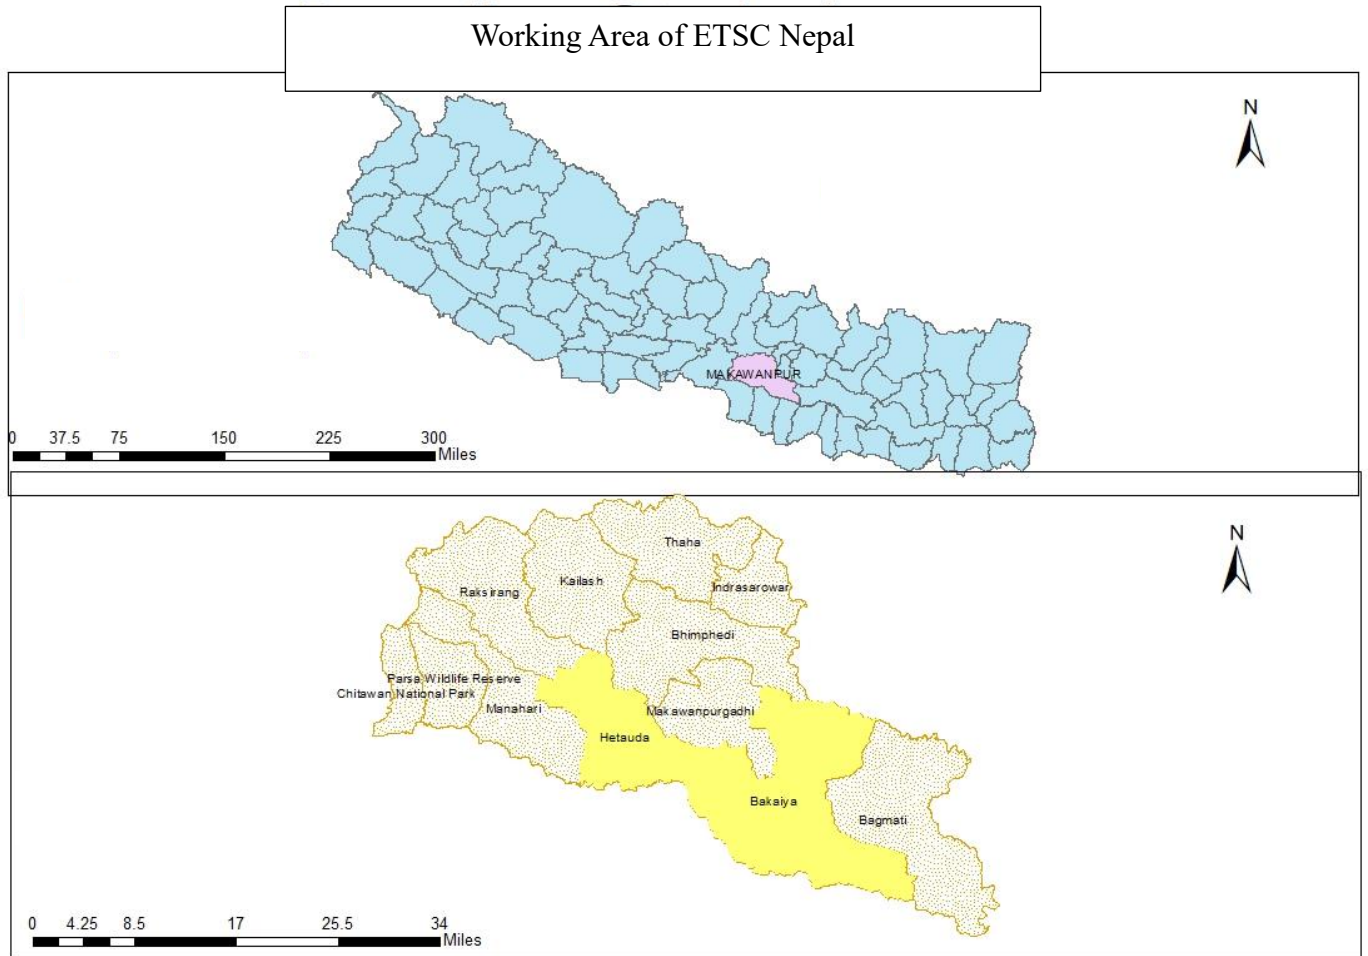 Working Area of ETSC Nepal
N
MAKAWANPUR
0 37.5 75 150 225 300
Miles
N
Thaha
Kailash
Indrasarowar
Raksirang
Bhimphedi
Parsa Wildlife Reserve
Chitawan National Park
Manahari
Makawanpurgadhi
Hetauda
Bakaiya
Bagmati
0 4.25 8.5 17 25.5 34
Miles